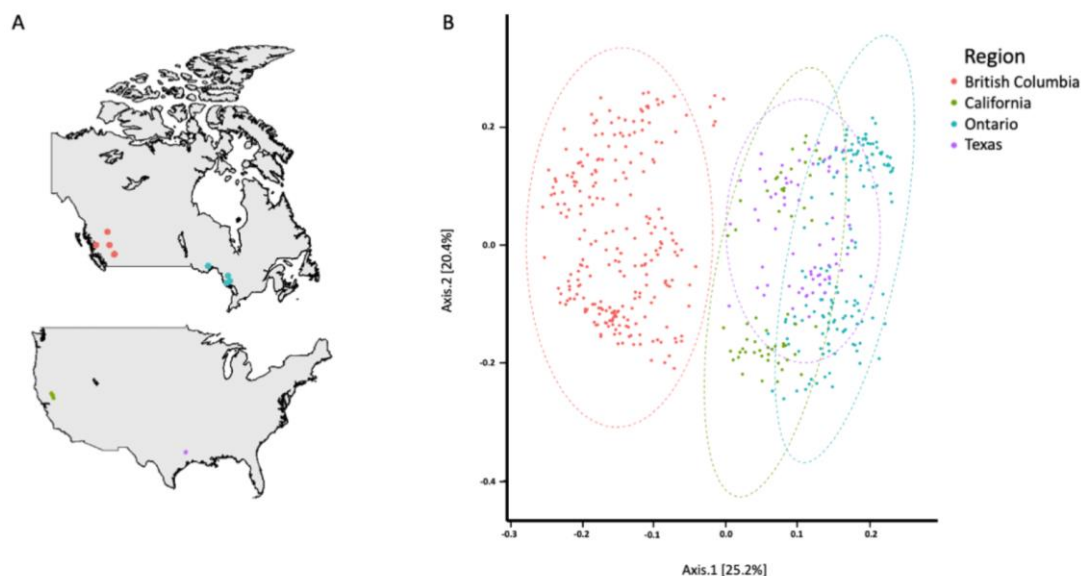 A
B
Region
British Columbia
California
Ontario
Texas
0.2
0.0
-0.2
-0.4
Axis.2 [20.4%]
-0.3
-0.2
-0.1
0.0
0.1
0.2
Axis.1 [25.2%]